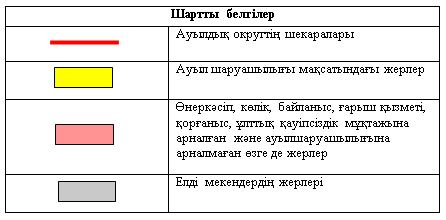 Шартты белгілер
Ауылдық округтің шекаралары
Ауыл шаруашылығы мақсатындағы жерлер
Өнеркәсіп, көлік, байланыс, ғарыш қызметі,
қорғаныс, ұлттық қауіпсіздік мұқтажына
арналған және ауылшаруашылығына
арналмаған өзге де жерлер
Елді мекендердің жерлері